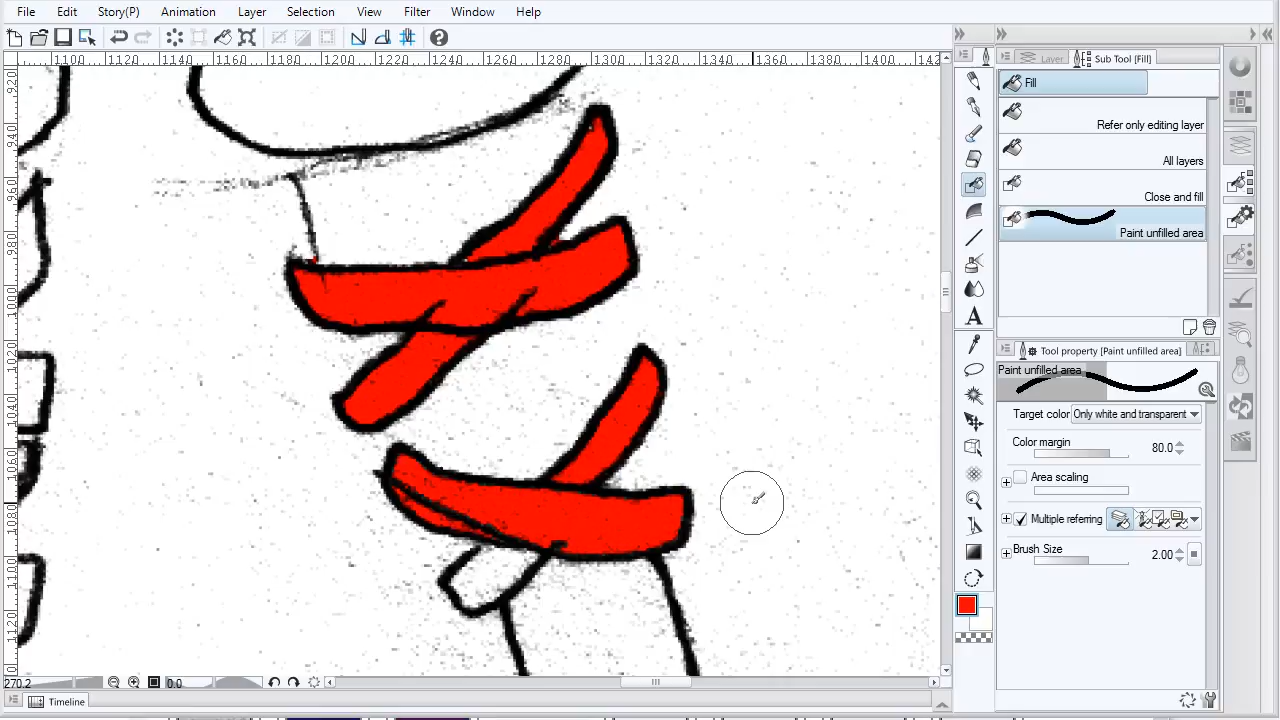 File Edit Story(P) Animation Layer Selection View Filter Window Help
1100 1120 1140 1160 1180 1200 1220 1240 1260 1280 1300 1320 1340 1360 1380 1400 142
Layer Sub Tool [Fill]
Fill
Refer only editing layer
All layers
Close and fill
Paint unfilled area
Tool property [Paint unfilled area]
Paint unfilled area
Target color Only white and transparent
Color margin 80.0
Area scaling
Multiple referring
Brush Size 2.00
270.2 0.0
Timeline